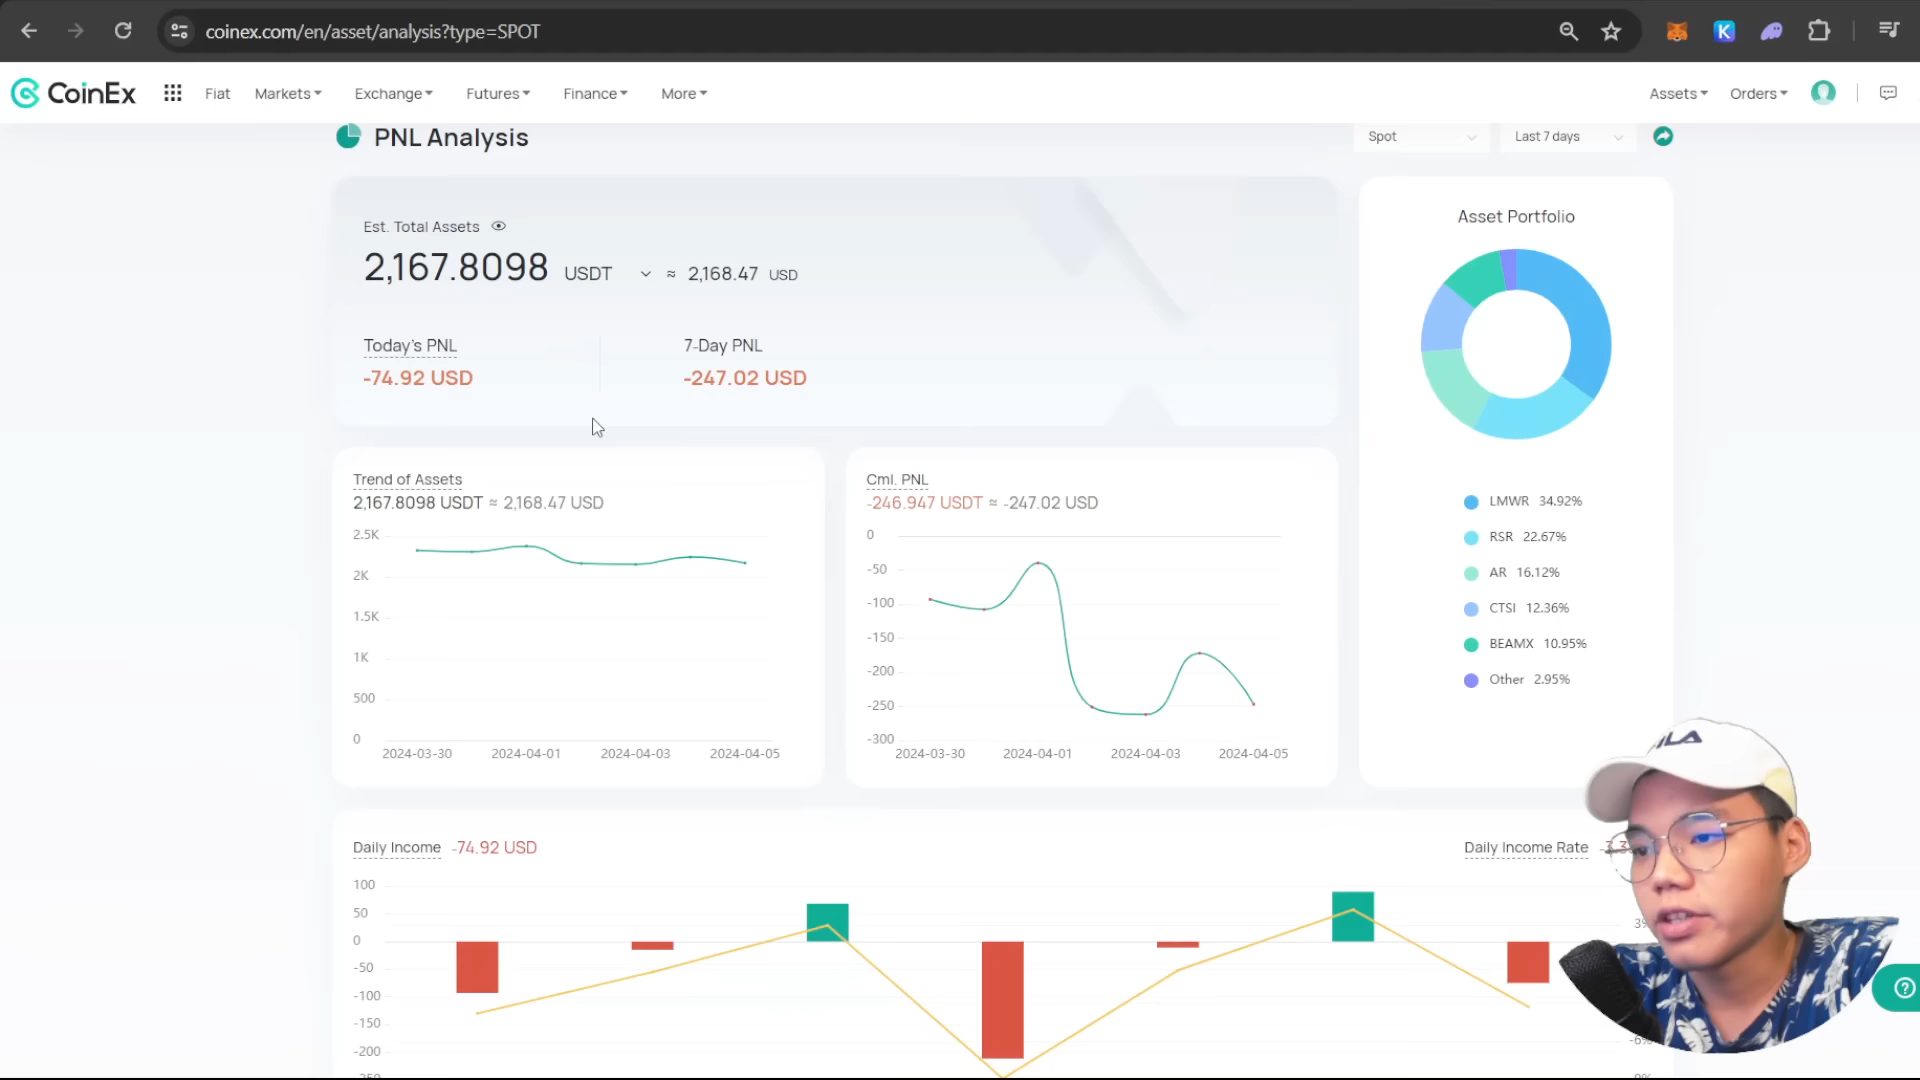 coinex.com/en/asset/analysis?type=SPOT
K
CoinEx
Fiat
Markets
Exchange
Futures
Finance
More
Assets
Orders
PNL Analysis
Spot
Last 7 days
Est. Total Assets
2,167.8098 USDT ≈ 2,168.47 USD
Today's PNL
-74.92 USD
7-Day PNL
-247.02 USD
Asset Portfolio
LMWR 34.92%
RSR 22.67%
AR 16.12%
CTSI 12.36%
BEAMX 10.95%
Other 2.95%
Trend of Assets
2,167.8098 USDT ≈ 2,168.47 USD
2.5K
2K
1.5K
1K
500
0
2024-03-30 2024-04-01 2024-04-03 2024-04-05
Cml. PNL
-246.947 USDT ≈ -247.02 USD
0
-50
-100
-150
-200
-250
-300
2024-03-30 2024-04-01 2024-04-03 2024-04-05
Daily Income -74.92 USD
Daily Income Rate
100
50
0
-50
-100
-150
-200
-250
3%
-6%
-9%